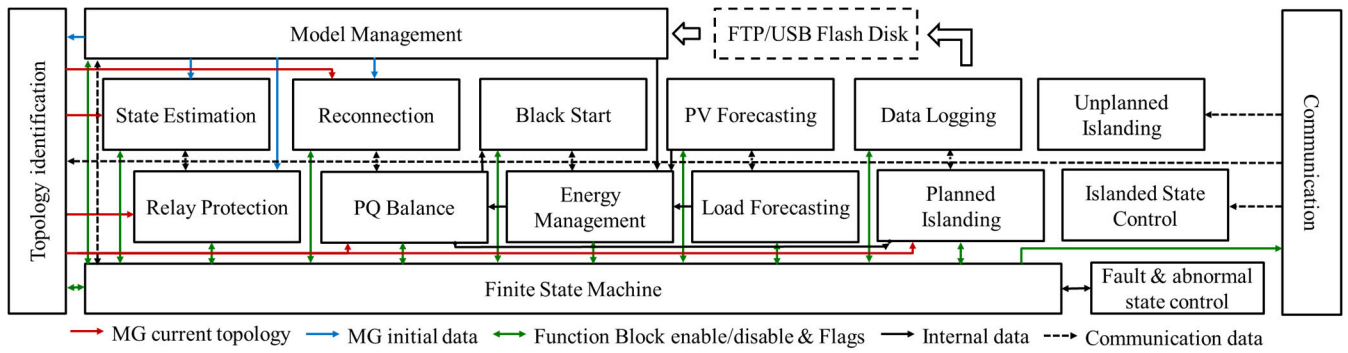 Topology identification
Model Management
FTP/USB Flash Disk
Communication
State Estimation
Reconnection
Black Start
PV Forecasting
Data Logging
Unplanned
Islanding
Relay Protection
PQ Balance
Energy
Management
Load Forecasting
Planned
Islanding
Islanded State
Control
Finite State Machine
Fault & abnormal
state control
MG current topology
MG initial data
Function Block enable/disable & Flags
Internal data
Communication data